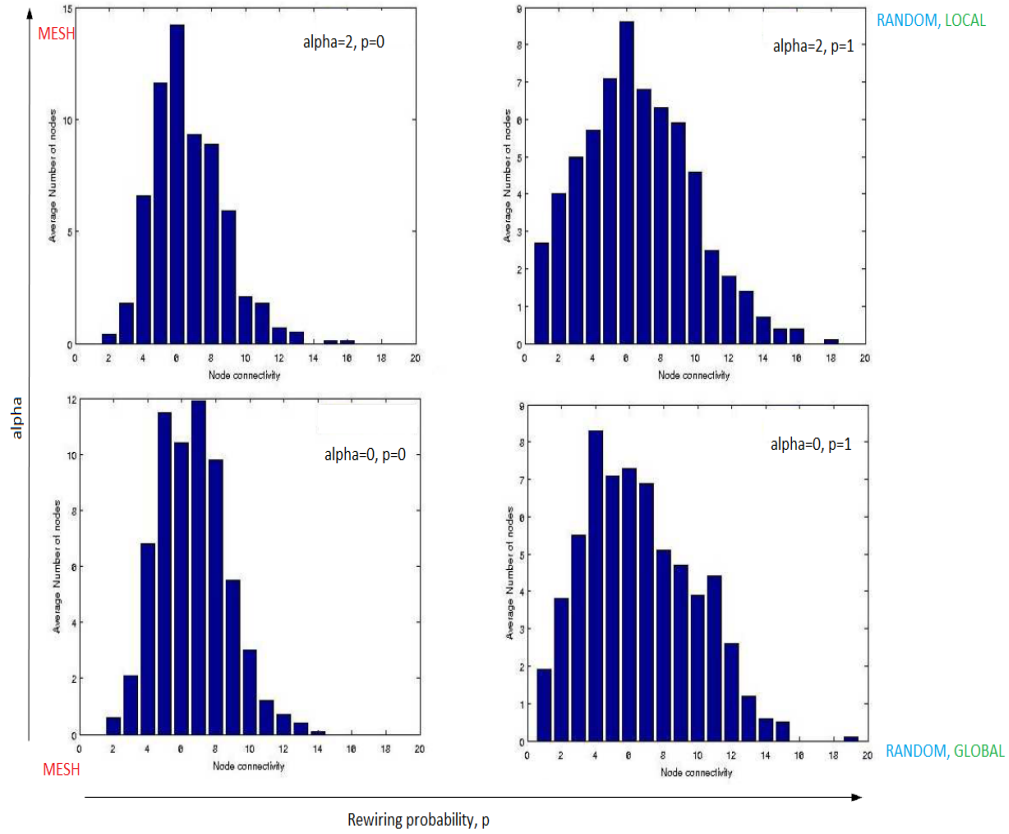 MESH
alpha=2, p=0
15
10
5
0
Average Number of nodes
0 2 4 6 8 10 12 14 16 18 20
Node connectivity
RANDOM, LOCAL
alpha=2, p=1
9
8
7
6
5
4
3
2
1
0
Average Number of nodes
0 2 4 6 8 10 12 14 16 18 20
Node connectivity
alpha
alpha=0, p=0
12
10
8
6
4
2
0
Average Number of nodes
0 2 4 6 8 10 12 14 16 18 20
Node connectivity
MESH
alpha=0, p=1
9
8
7
6
5
4
3
2
1
0
Average Number of nodes
0 2 4 6 8 10 12 14 16 18 20
Node connectivity
RANDOM, GLOBAL
Rewiring probability, p